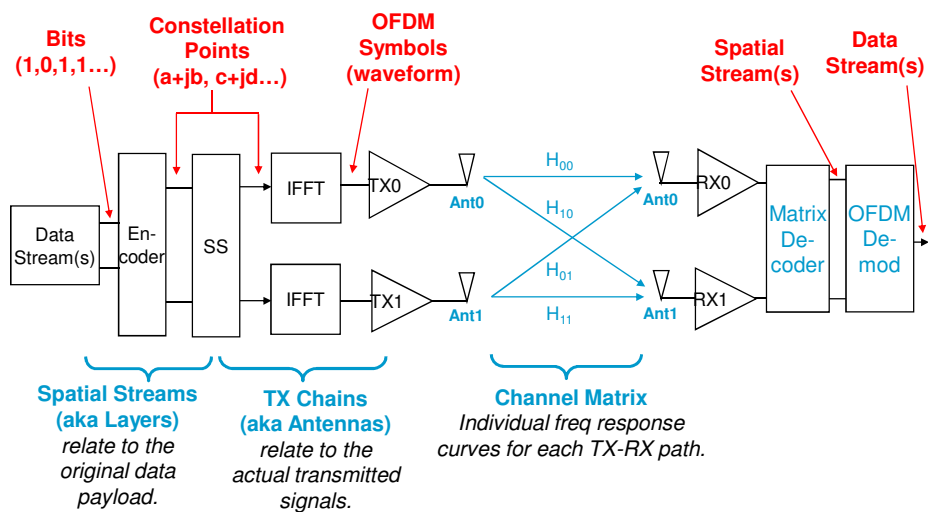 Bits
(1,0,1,1…)
Constellation
Points
(a+jb, c+jd…)
OFDM
Symbols
(waveform)
Spatial
Stream(s)
Data
Stream(s)
Data
Stream(s)
En-
coder
SS
IFFT
TX0
Ant0
IFFT
TX1
Ant1
H00
H10
H01
H11
Ant0
RX0
Ant1
RX1
Matrix
De-
coder
OFDM
De-
mod
Spatial Streams
(aka Layers)
relate to the
original data
payload.
TX Chains
(aka Antennas)
relate to the
actual transmitted
signals.
Channel Matrix
Individual freq response
curves for each TX-RX path.